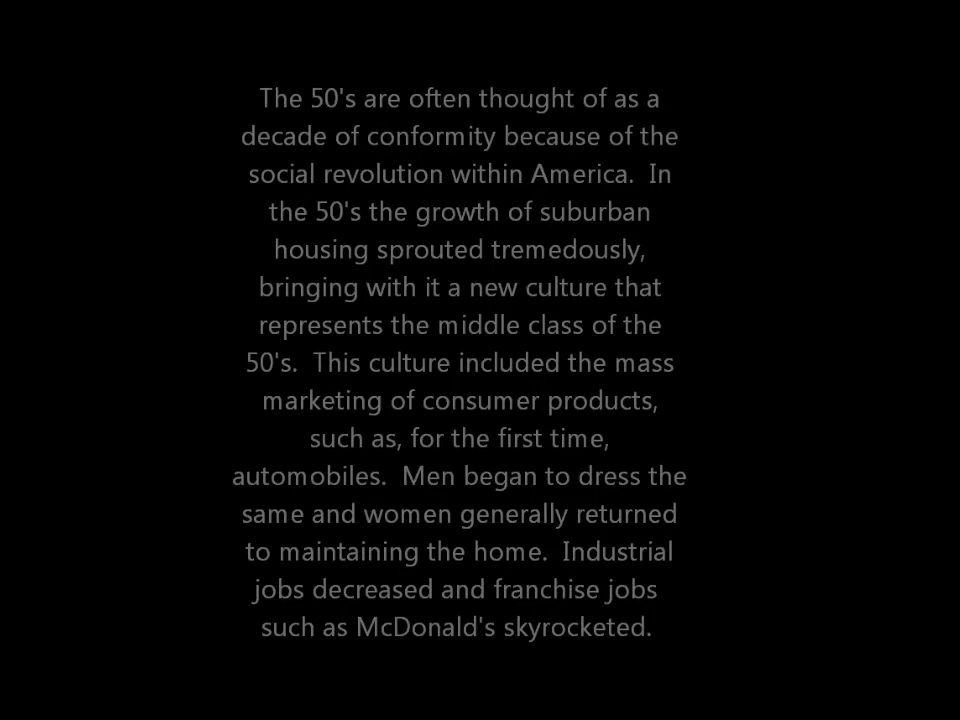 The 50's are often thought of as a
decade of conformity because of the
social revolution within America.  In
the 50's the growth of suburban
housing sprouted tremedously,
bringing with it a new culture that
represents the middle class of the
50's.  This culture included the mass
marketing of consumer products,
such as, for the first time,
automobiles.  Men began to dress the
same and women generally returned
to maintaining the home.  Industrial
jobs decreased and franchise jobs
such as McDonald's skyrocketed.